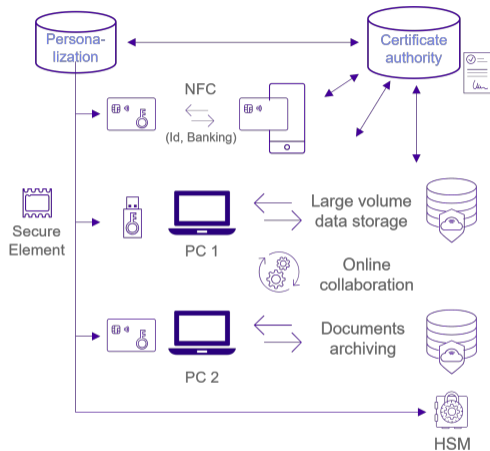 Persona-
lization
Certificate
authority
NFC
(Id, Banking)
Secure
Element
PC 1
Large volume
data storage
Online
collaboration
PC 2
Documents
archiving
HSM